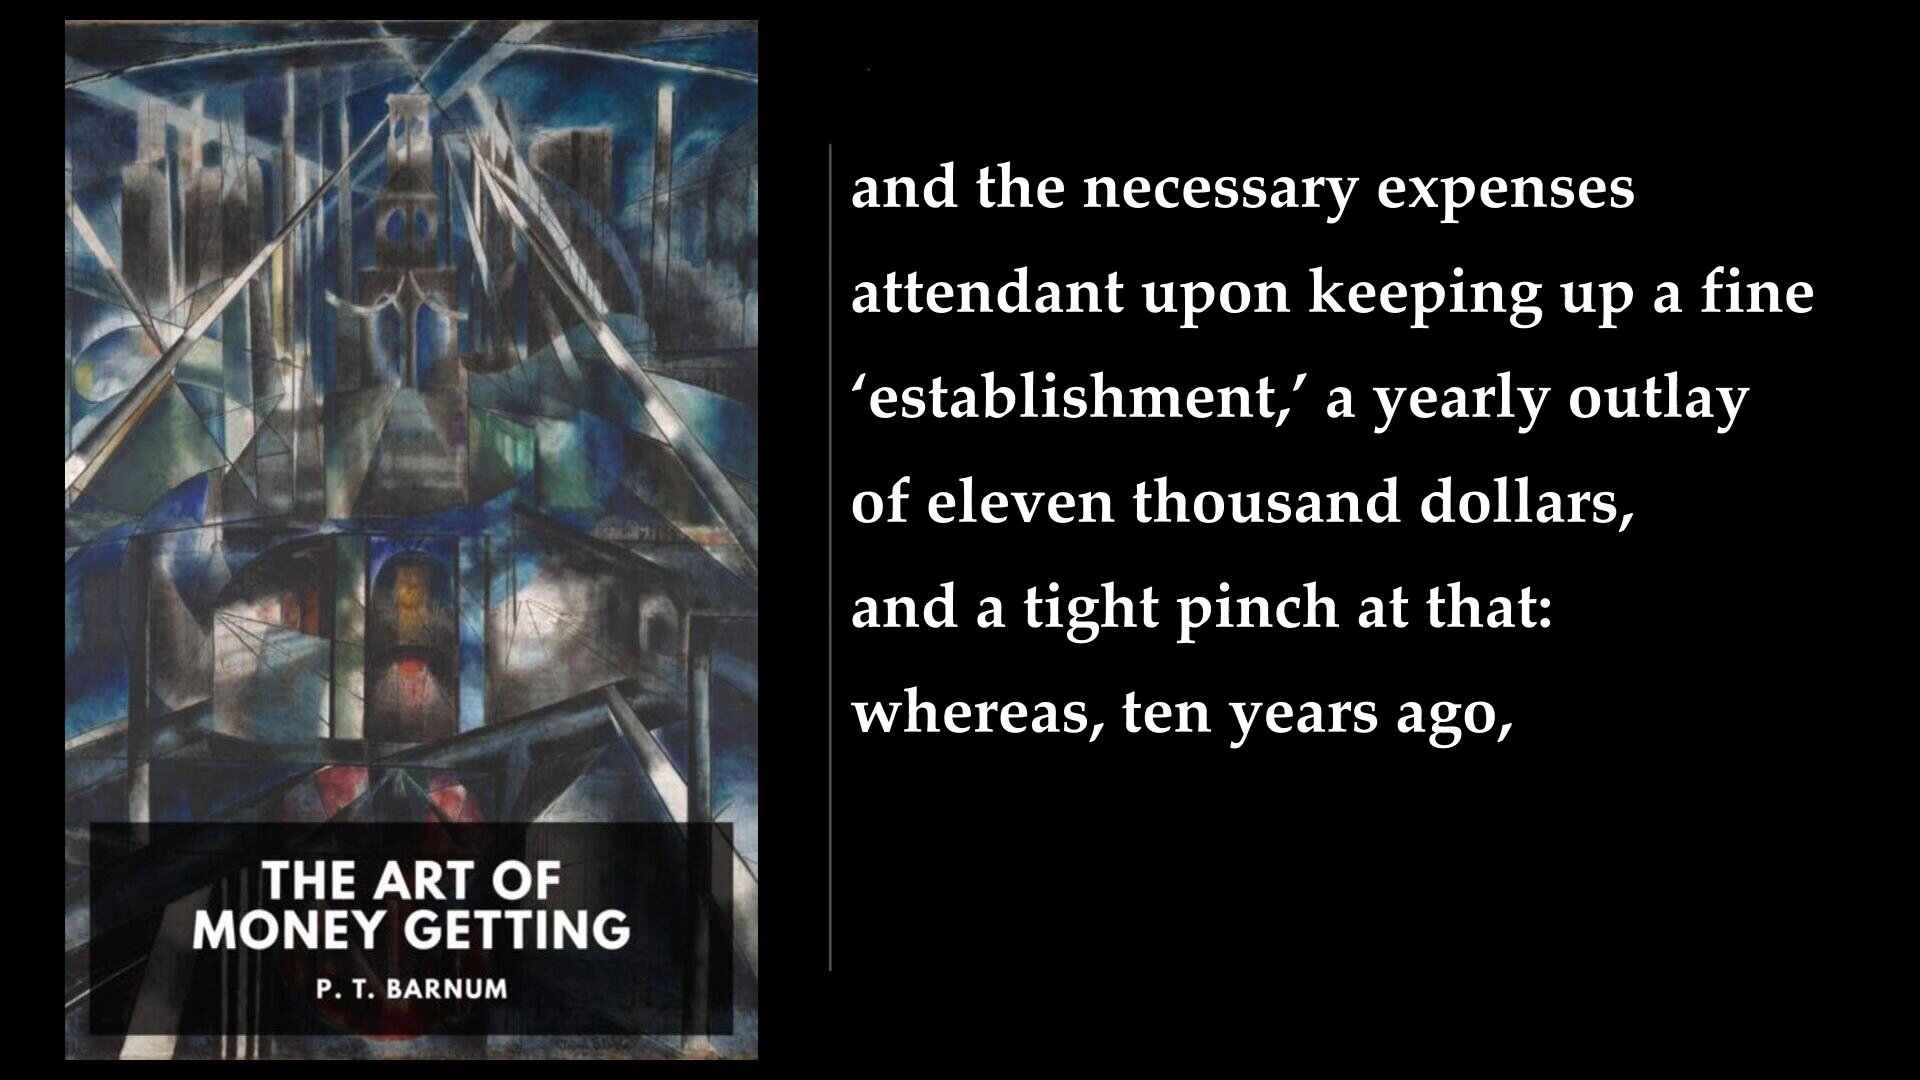 and the necessary expenses
attendant upon keeping up a fine
‘establishment,’ a yearly outlay
of eleven thousand dollars,
and a tight pinch at that:
whereas, ten years ago,
THE ART OF
MONEY GETTING
P. T. BARNUM